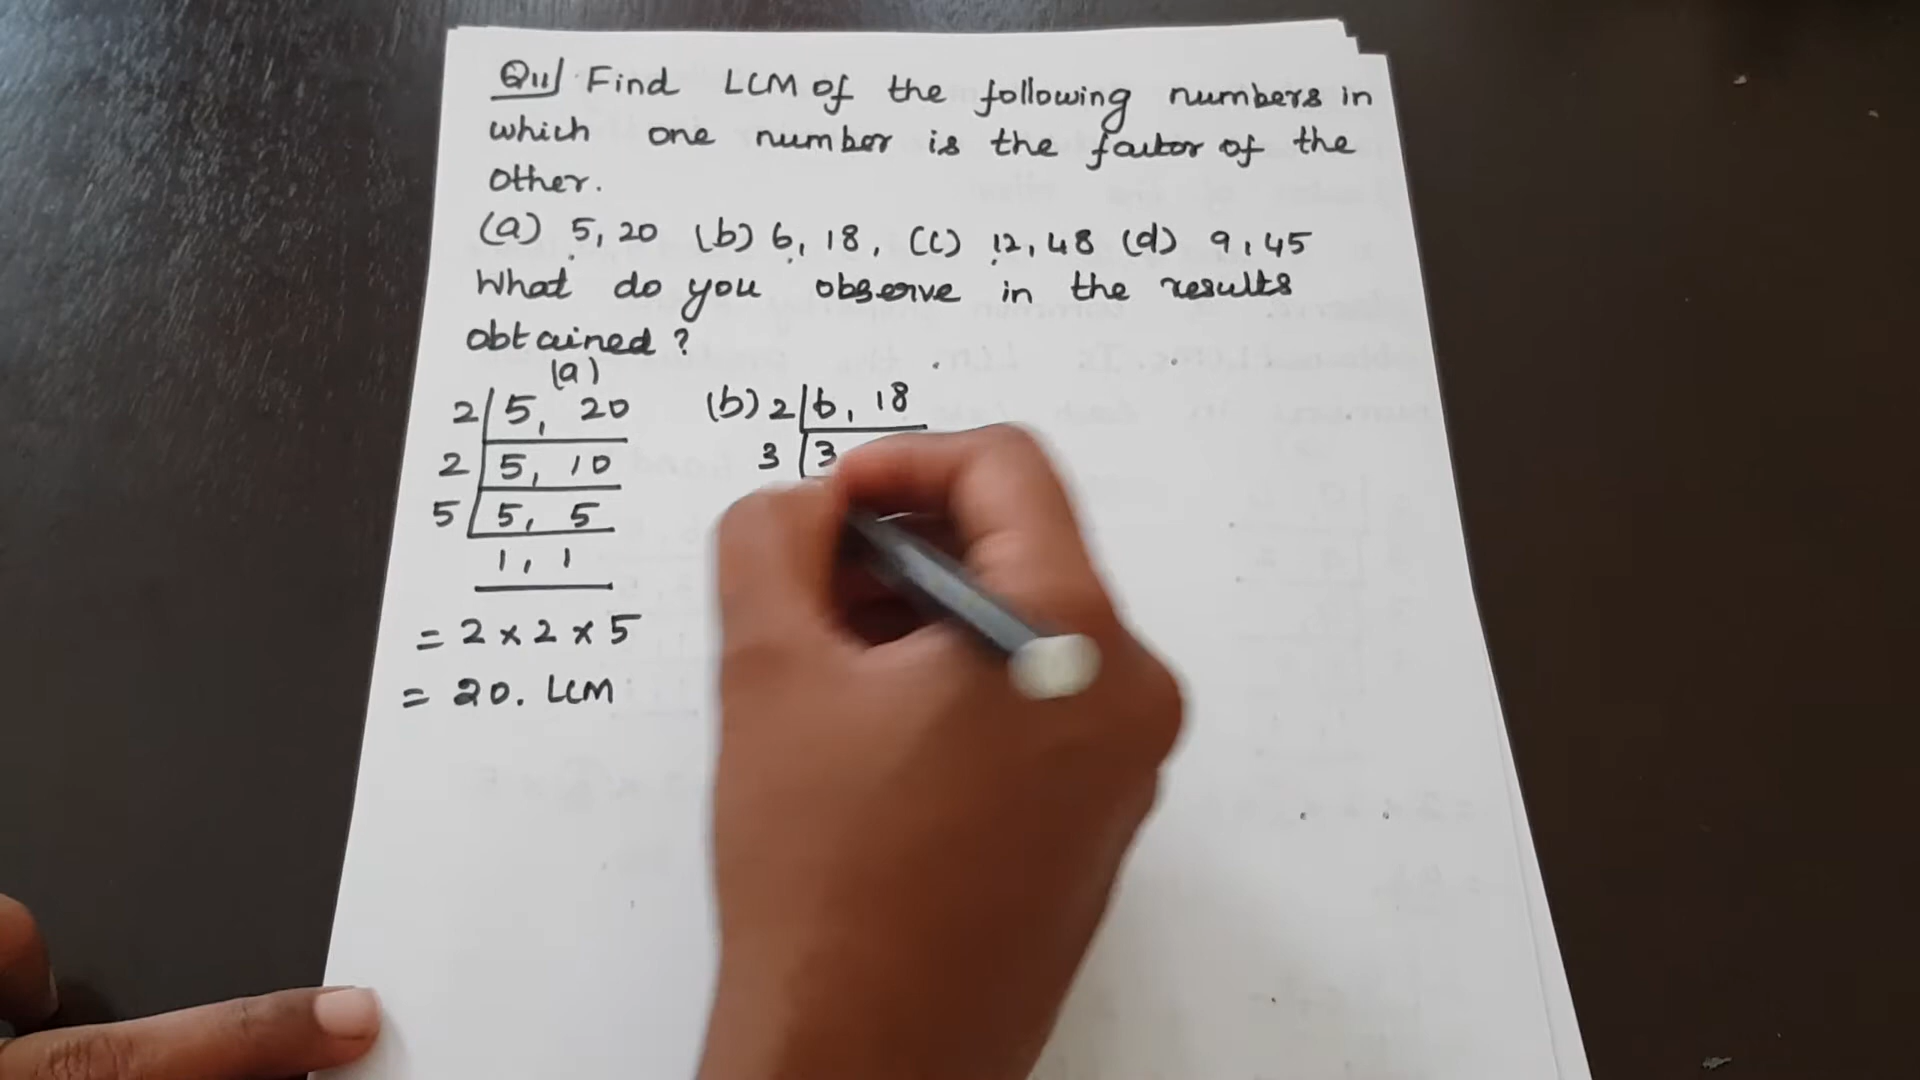 Q11) Find LCM of the following numbers in
which one number is the factor of the
other.
(a) 5, 20 (b) 6, 18, (c) 12, 48 (d) 9, 45
What do you observe in the results
obtained?
(a)
2 | 5, 20
2 | 5, 10
5 | 5, 5
1, 1
= 2 x 2 x 5
= 20. LCM
(b) 2 | 6, 18
3 | 3